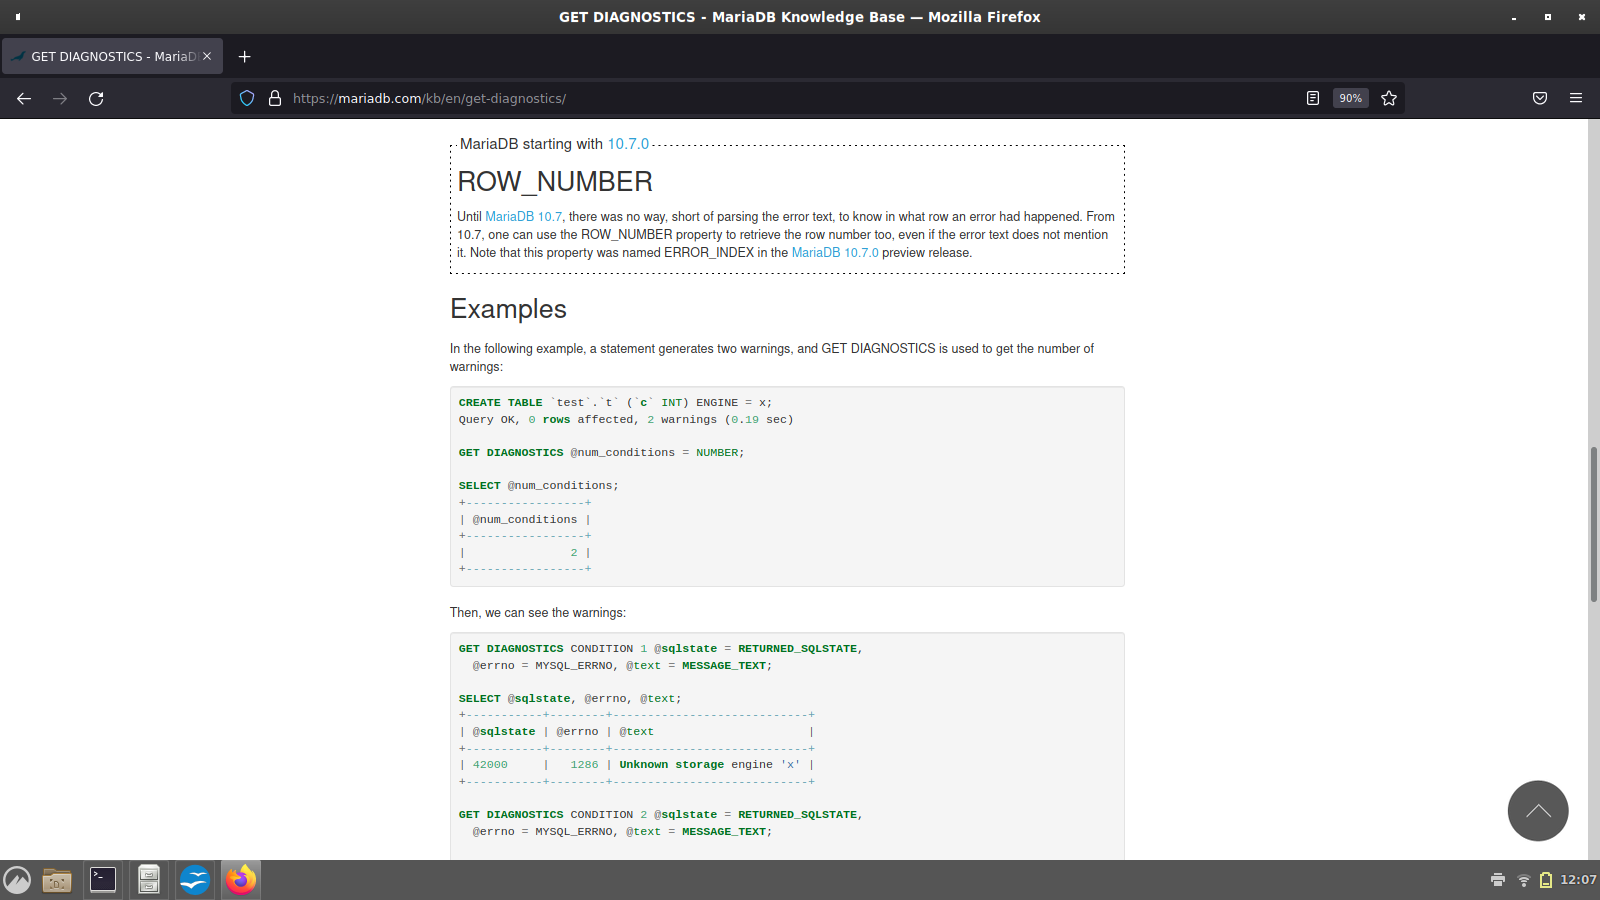 GET DIAGNOSTICS - MariaDB Knowledge Base — Mozilla Firefox
GET DIAGNOSTICS - MariaD
https://mariadb.com/kb/en/get-diagnostics/
90%
MariaDB starting with 10.7.0
ROW_NUMBER
Until MariaDB 10.7, there was no way, short of parsing the error text, to know in what row an error had happened. From
10.7, one can use the ROW_NUMBER property to retrieve the row number too, even if the error text does not mention
it. Note that this property was named ERROR_INDEX in the MariaDB 10.7.0 preview release.
Examples
In the following example, a statement generates two warnings, and GET DIAGNOSTICS is used to get the number of
warnings:
CREATE TABLE `test`.`t` (`c` INT) ENGINE = x;
Query OK, 0 rows affected, 2 warnings (0.19 sec)
GET DIAGNOSTICS @num_conditions = NUMBER;
SELECT @num_conditions;
+-----------------+
| @num_conditions |
+-----------------+
|               2 |
+-----------------+
Then, we can see the warnings:
GET DIAGNOSTICS CONDITION 1 @sqlstate = RETURNED_SQLSTATE,
  @errno = MYSQL_ERRNO, @text = MESSAGE_TEXT;
SELECT @sqlstate, @errno, @text;
+-----------+--------+----------------------------+
| @sqlstate | @errno | @text                      |
+-----------+--------+----------------------------+
| 42000     |   1286 | Unknown storage engine 'x' |
+-----------+--------+----------------------------+
GET DIAGNOSTICS CONDITION 2 @sqlstate = RETURNED_SQLSTATE,
  @errno = MYSQL_ERRNO, @text = MESSAGE_TEXT;
12:07